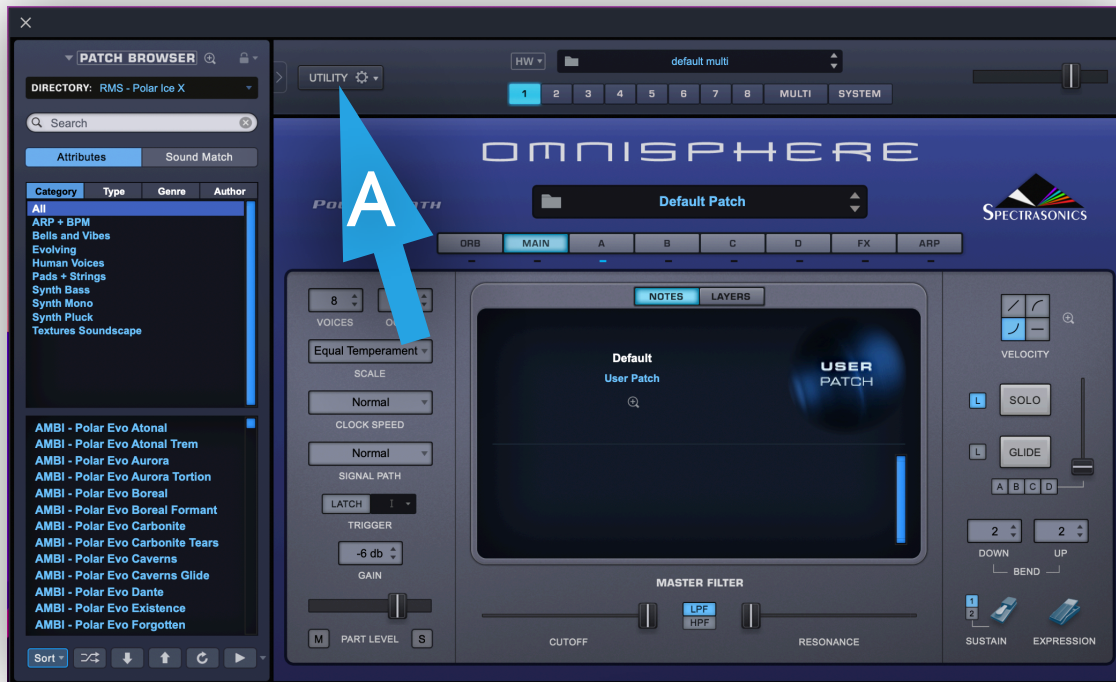 PATCH BROWSER
DIRECTORY: RMS - Polar Ice X
Search
Attributes
Sound Match
Category Type Genre Author
All
ARP + BPM
Bells and Vibes
Evolving
Human Voices
Pads + Strings
Synth Bass
Synth Mono
Synth Pluck
Textures Soundscape
AMBI - Polar Evo Atonal
AMBI - Polar Evo Atonal Trem
AMBI - Polar Evo Aurora
AMBI - Polar Evo Aurora Tortion
AMBI - Polar Evo Boreal
AMBI - Polar Evo Boreal Formant
AMBI - Polar Evo Carbonite
AMBI - Polar Evo Carbonite Tears
AMBI - Polar Evo Caverns
AMBI - Polar Evo Caverns Glide
AMBI - Polar Evo Dante
AMBI - Polar Evo Existence
AMBI - Polar Evo Forgotten
Sort
UTILITY
HW
default multi
1 2 3 4 5 6 7 8 MULTI SYSTEM
A
OMNISPHERE
Default Patch
SPECTRASONICS
ORB MAIN A B C D FX ARP
8
VOICES
Equal Temperament
SCALE
Normal
CLOCK SPEED
Normal
SIGNAL PATH
LATCH
TRIGGER
-6 db
GAIN
M PART LEVEL S
NOTES LAYERS
Default
User Patch
USER
PATCH
MASTER FILTER
LPF
HPF
CUTOFF
RESONANCE
VELOCITY
L SOLO
L GLIDE
A B C D
2 2
DOWN UP
BEND
1
2
SUSTAIN EXPRESSION